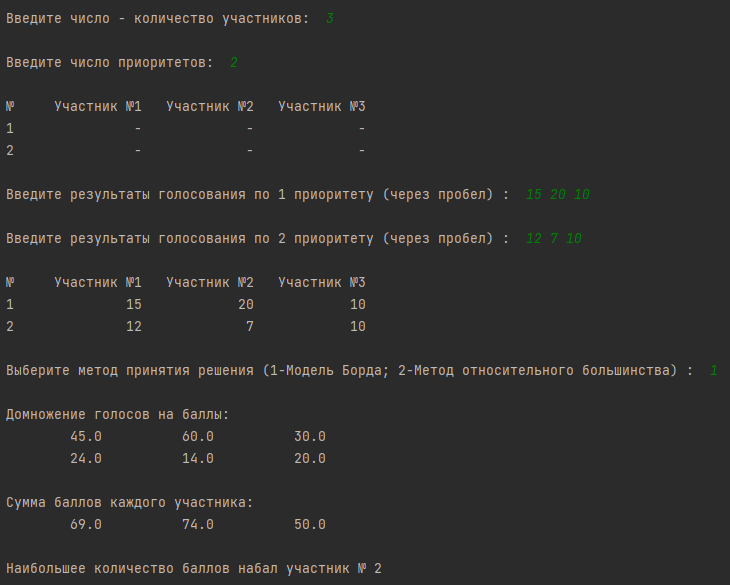 Введите число - количество участников: 3
Введите число приоритетов: 2
№ Участник №1 Участник №2 Участник №3
1 - - -
2 - - -
Введите результаты голосования по 1 приоритету (через пробел) : 15 20 10
Введите результаты голосования по 2 приоритету (через пробел) : 12 7 10
№ Участник №1 Участник №2 Участник №3
1 15 20 10
2 12 7 10
Выберите метод принятия решения (1-Модель Борда; 2-Метод относительного большинства) : 1
Домножение голосов на баллы:
45.0 60.0 30.0
24.0 14.0 20.0
Сумма баллов каждого участника:
69.0 74.0 50.0
Наибольшее количество баллов набал участник № 2